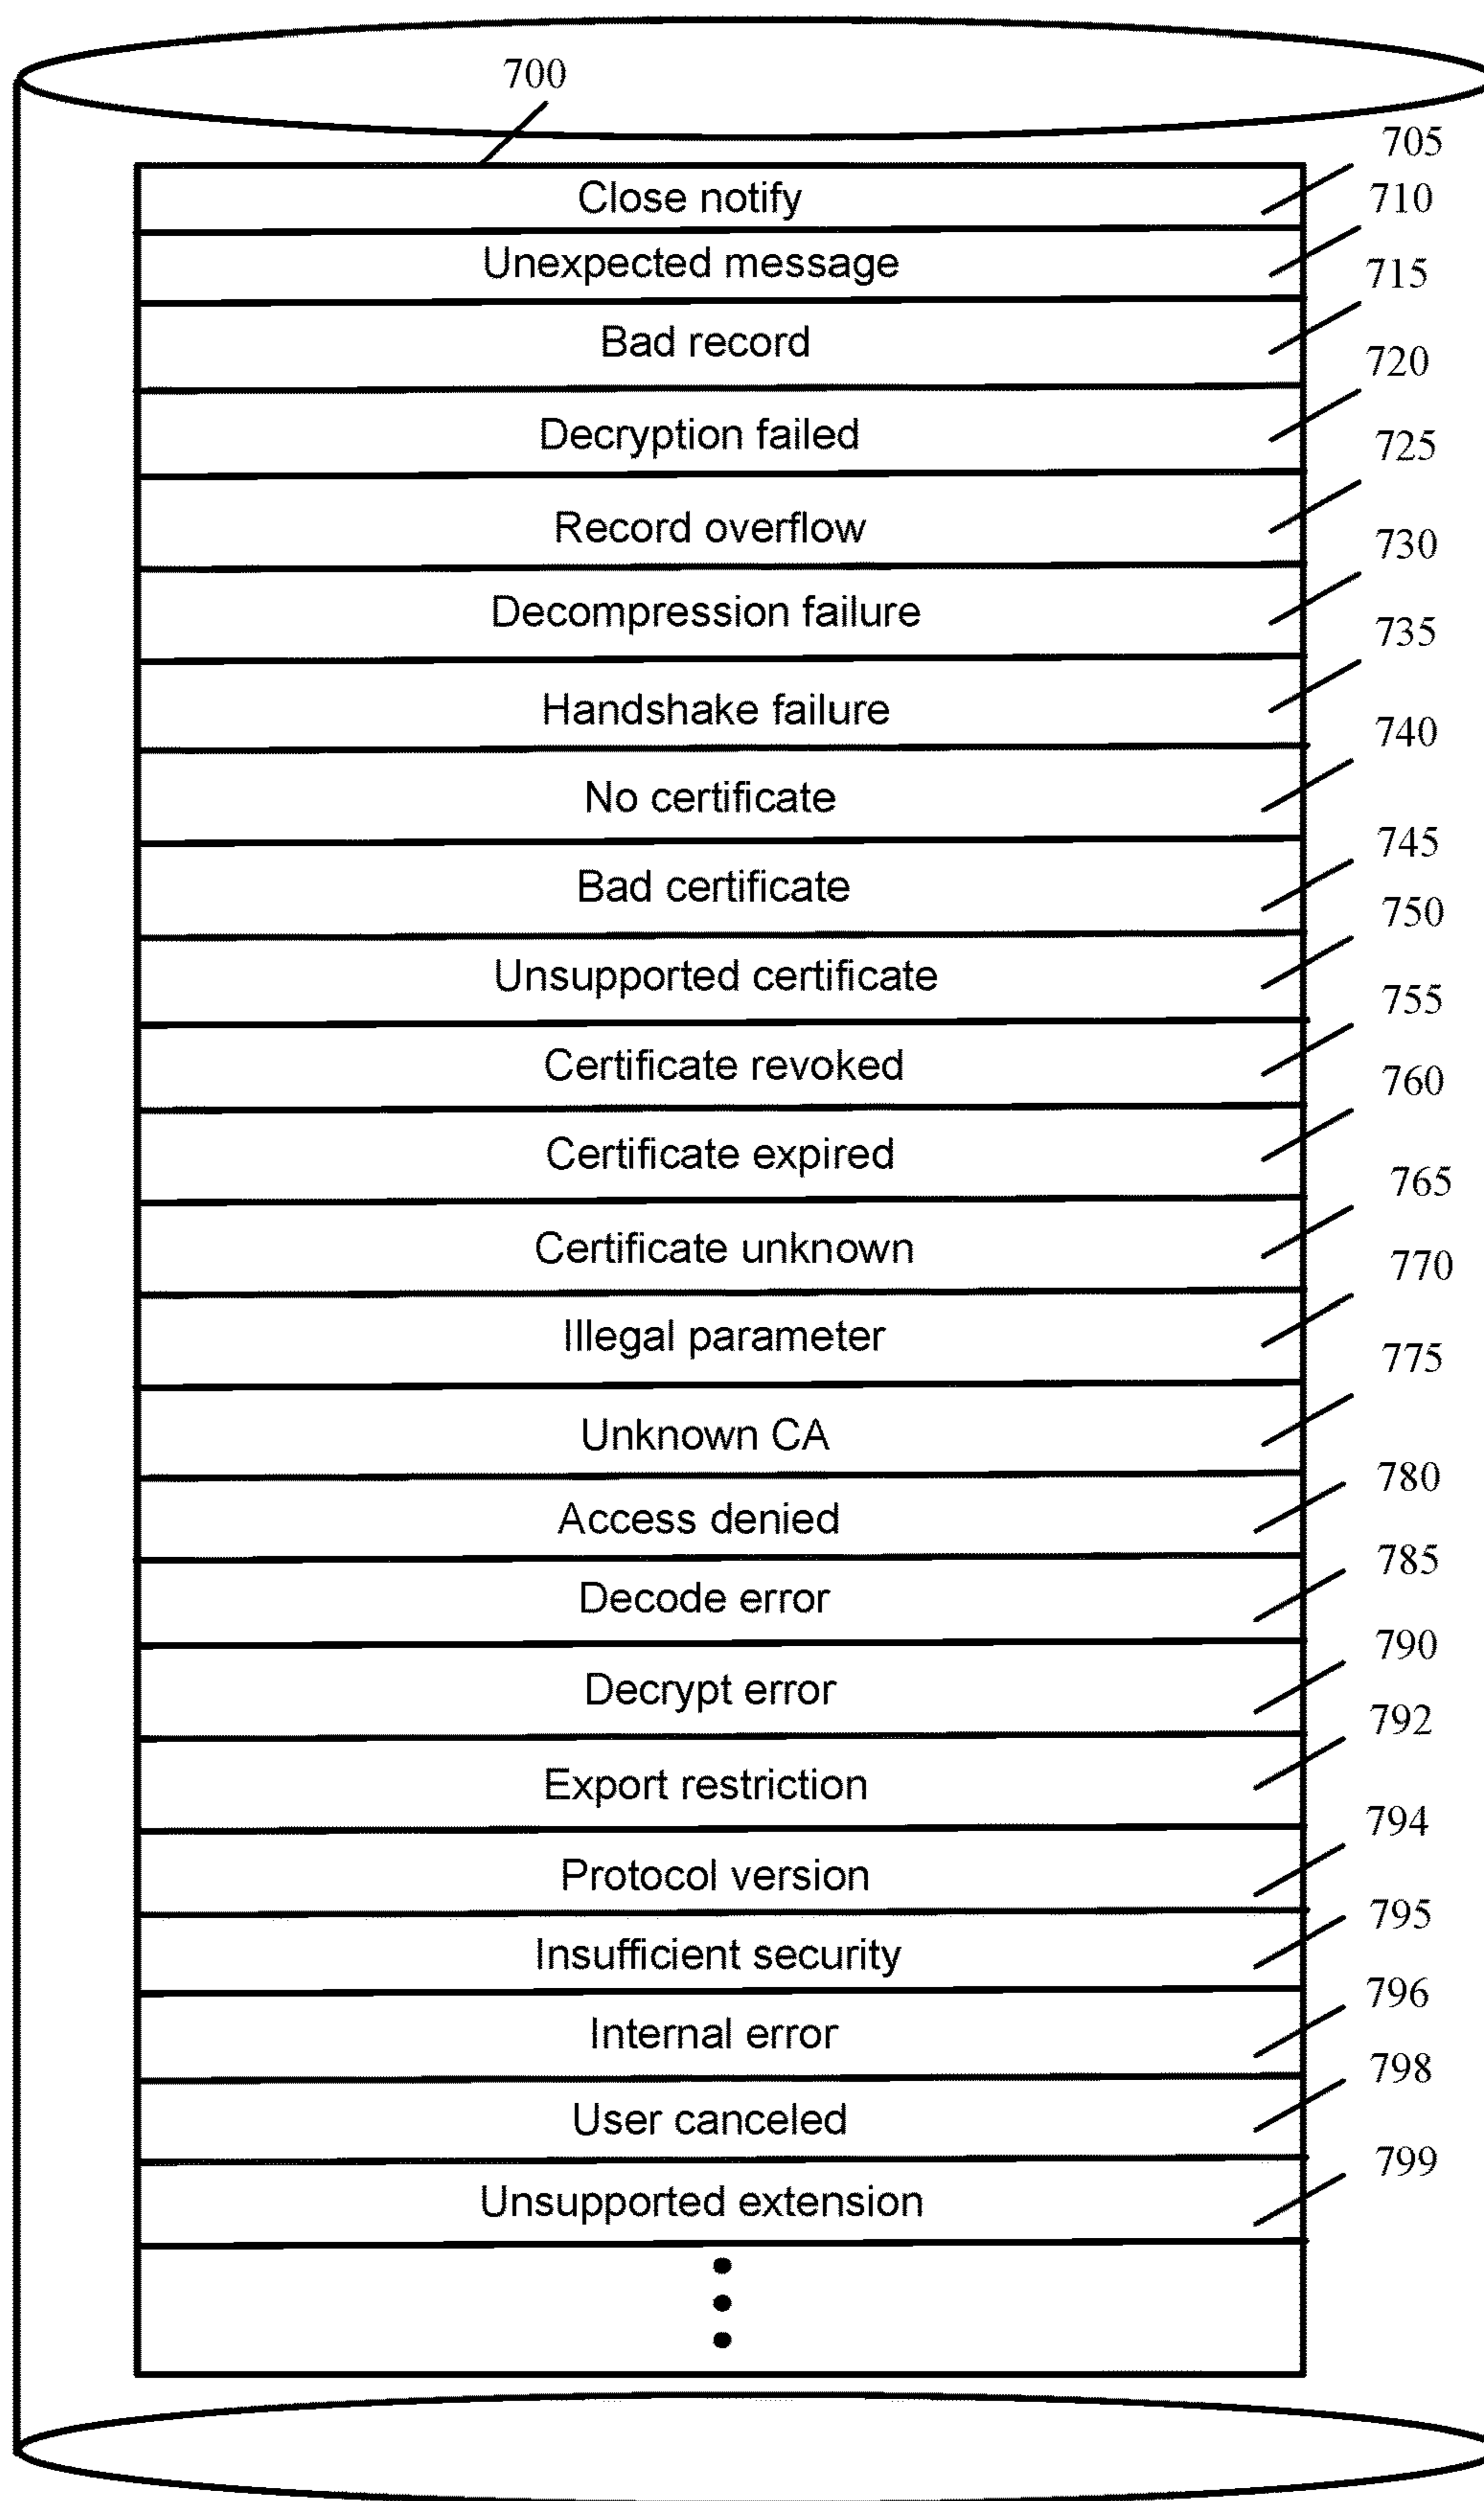 700
705
Close notify
710
Unexpected message
715
Bad record
720
Decryption failed
725
Record overflow
730
Decompression failure
735
Handshake failure
740
No certificate
745
Bad certificate
750
Unsupported certificate
755
Certificate revoked
760
Certificate expired
765
Certificate unknown
770
Illegal parameter
775
Unknown CA
780
Access denied
785
Decode error
790
Decrypt error
792
Export restriction
794
Protocol version
795
Insufficient security
796
Internal error
798
User canceled
799
Unsupported extension